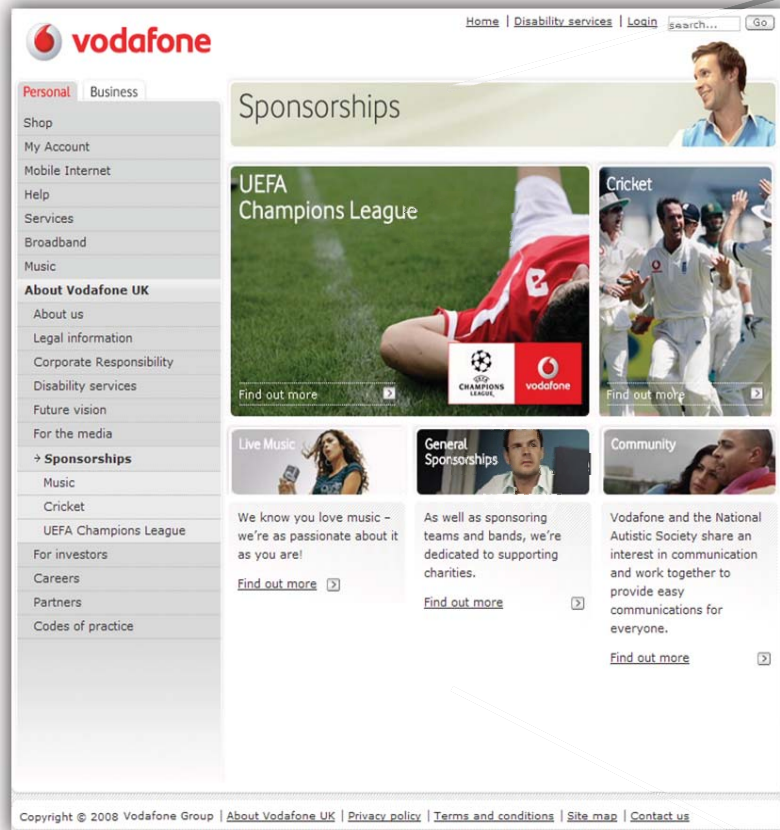 Home | Disability services | Login search... Go
vodafone
Personal Business
Shop
My Account
Mobile Internet
Help
Services
Broadband
Music
About Vodafone UK
About us
Legal information
Corporate Responsibility
Disability services
Future vision
For the media
→ Sponsorships
Music
Cricket
UEFA Champions League
For investors
Careers
Partners
Codes of practice
Sponsorships
UEFA
Champions League
Find out more
UEFA
CHAMPIONS
LEAGUE
vodafone
Cricket
Find out more
Live Music
We know you love music –
we're as passionate about it
as you are!
Find out more
General
Sponsorships
As well as sponsoring
teams and bands, we're
dedicated to supporting
charities.
Find out more
Community
Vodafone and the National
Autistic Society share an
interest in communication
and work together to
provide easy
communications for
everyone.
Find out more
Copyright © 2008 Vodafone Group | About Vodafone UK | Privacy policy | Terms and conditions | Site map | Contact us